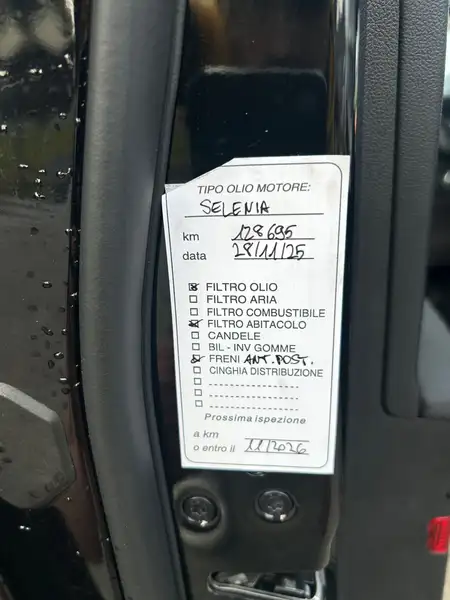 TIPO OLIO MOTORE:
SELENIA
km 128695
data 28/11/25
FILTRO OLIO
FILTRO ARIA
FILTRO COMBUSTIBILE
FILTRO ABITACOLO
CANDELE
BIL - INV GOMME
FRENI ANT. POST.
CINGHIA DISTRIBUZIONE
Prossima ispezione
a km
o entro il 11/2026